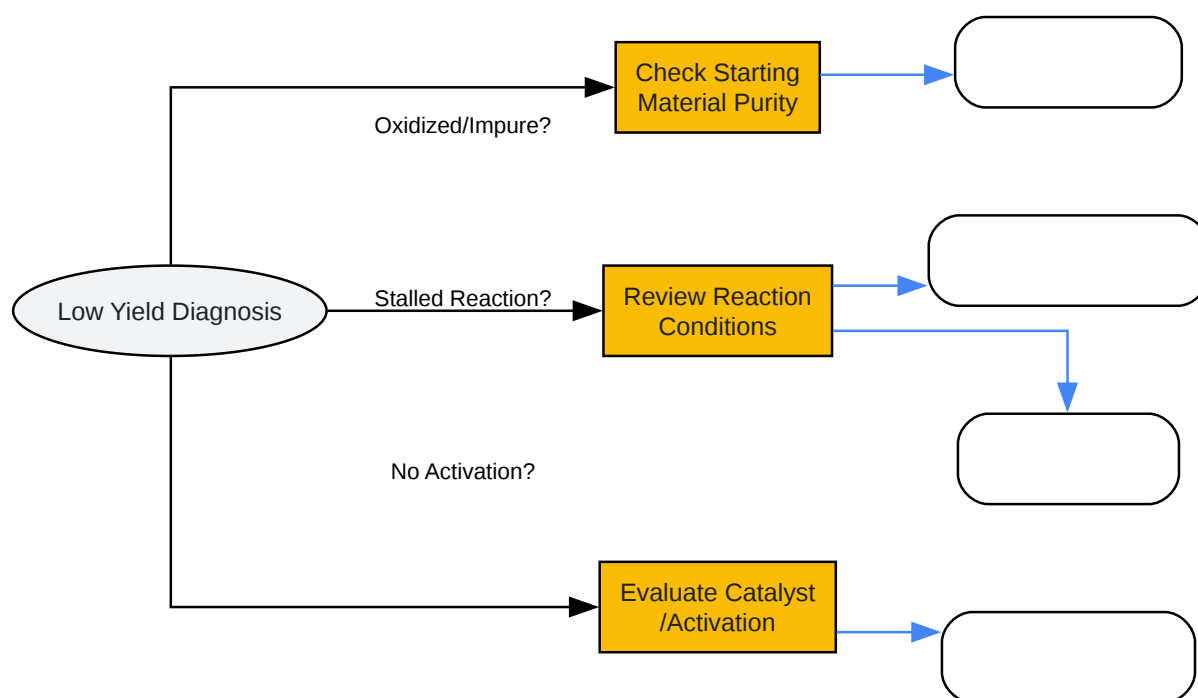 Check Starting
Material Purity
Oxidized/Impure?
Low Yield Diagnosis
Stalled Reaction?
Review Reaction
Conditions
No Activation?
Evaluate Catalyst
/Activation